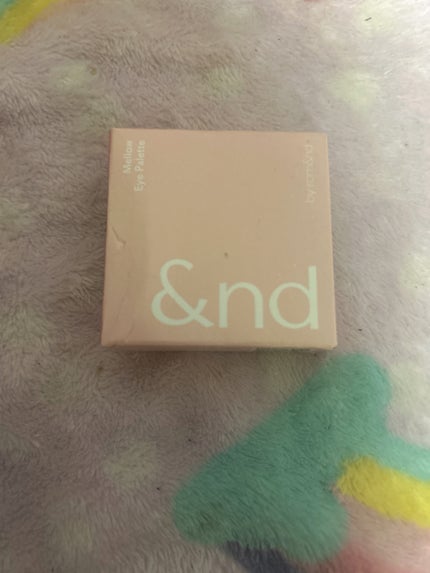 Mellow
Eye Palette
by rom&nd
&nd